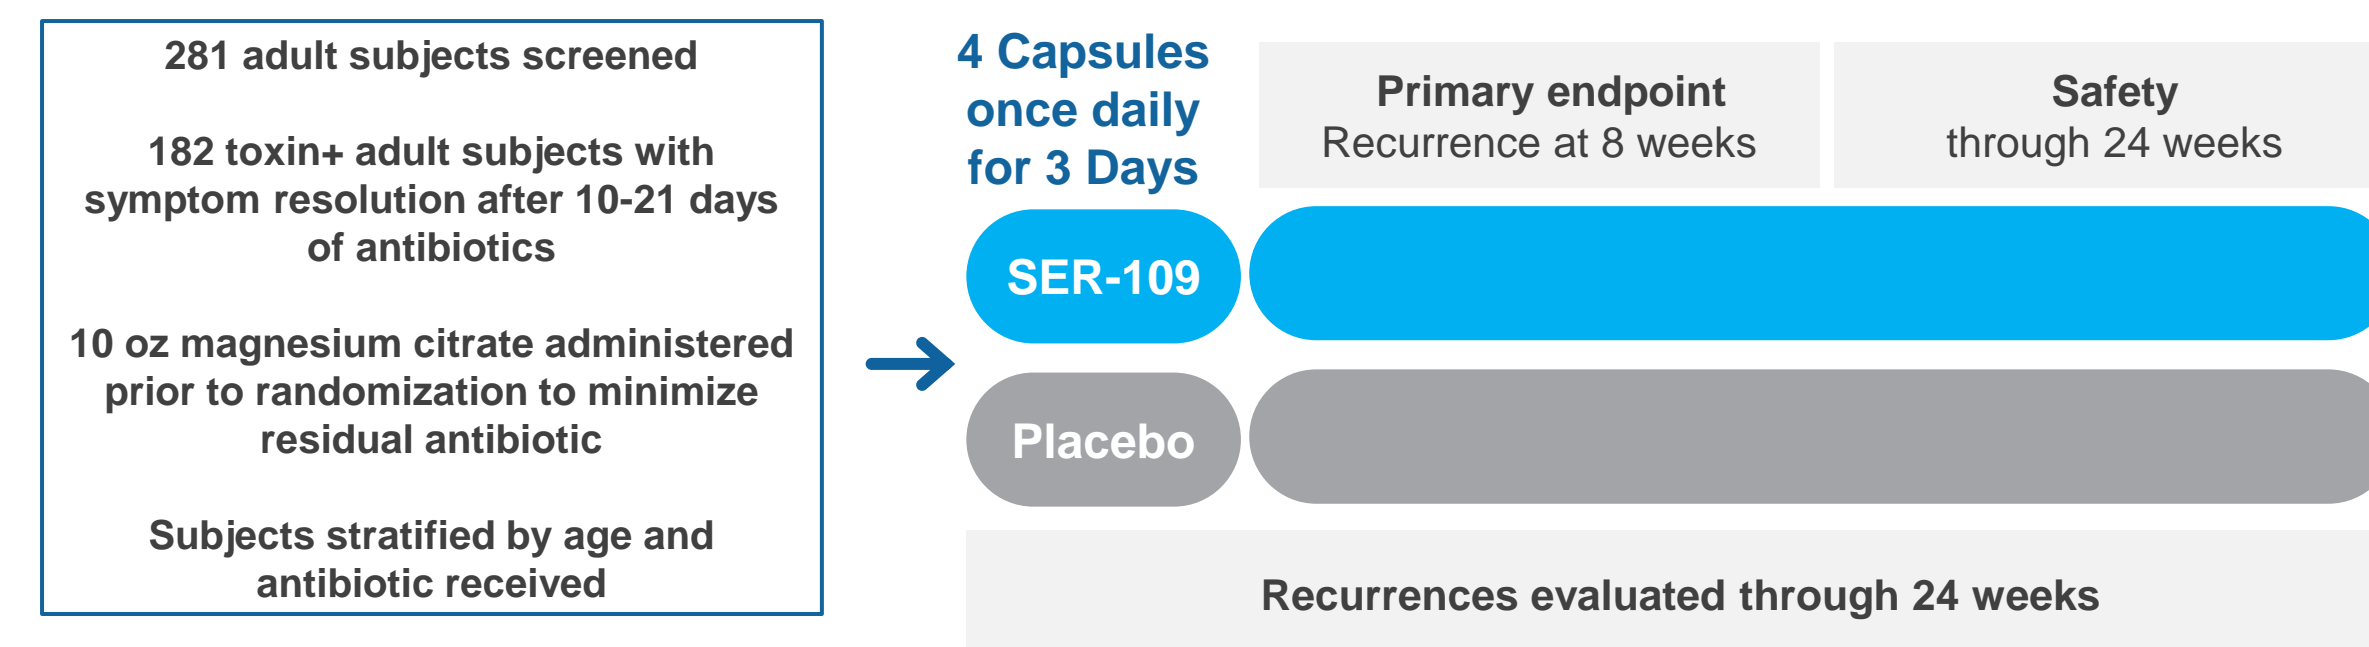 281 adult subjects screened
182 toxin+ adult subjects with
symptom resolution after 10-21 days
of antibiotics
10 oz magnesium citrate administered
prior to randomization to minimize
residual antibiotic
Subjects stratified by age and
antibiotic received
4 Capsules
once daily
for 3 Days
Primary endpoint
Recurrence at 8 weeks
Safety
through 24 weeks
SER-109
Placebo
Recurrences evaluated through 24 weeks